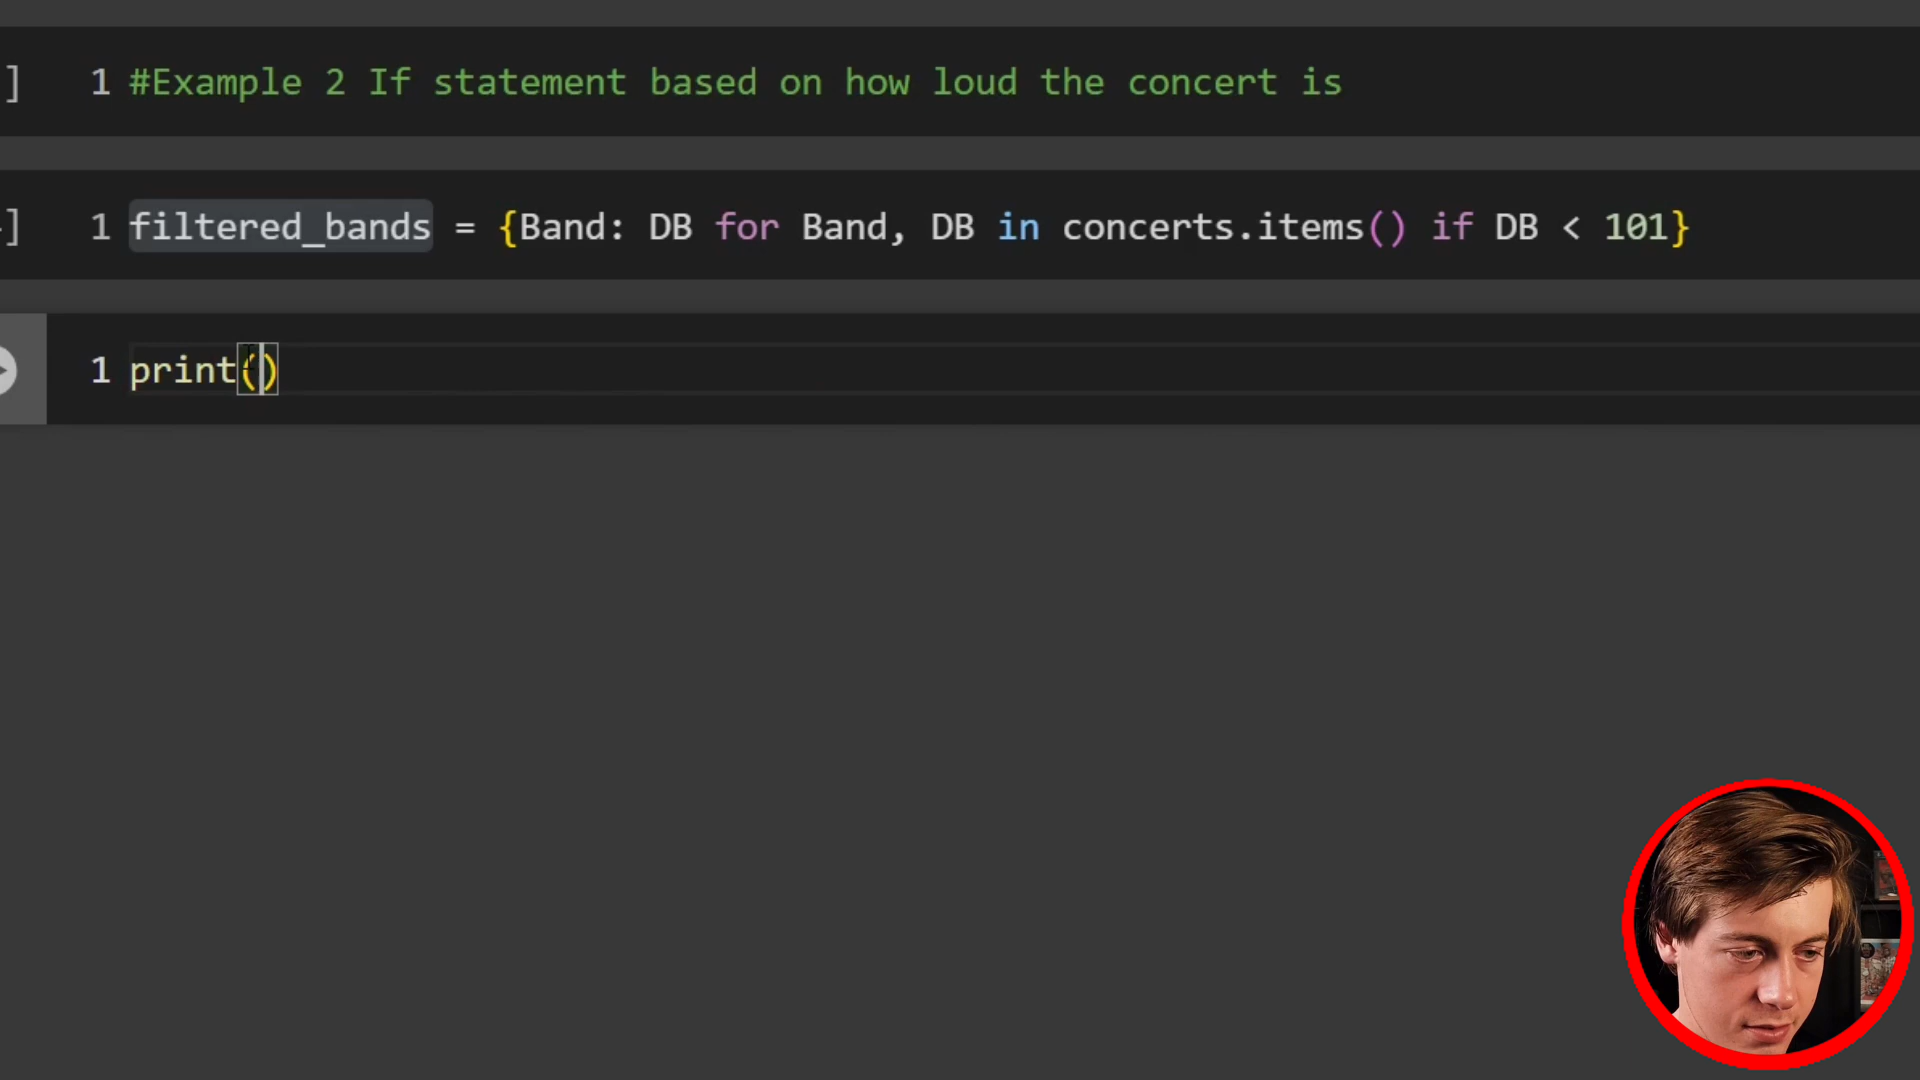 ] 1 #Example 2 If statement based on how loud the concert is
] 1 filtered_bands = {Band: DB for Band, DB in concerts.items() if DB < 101}
1 print()